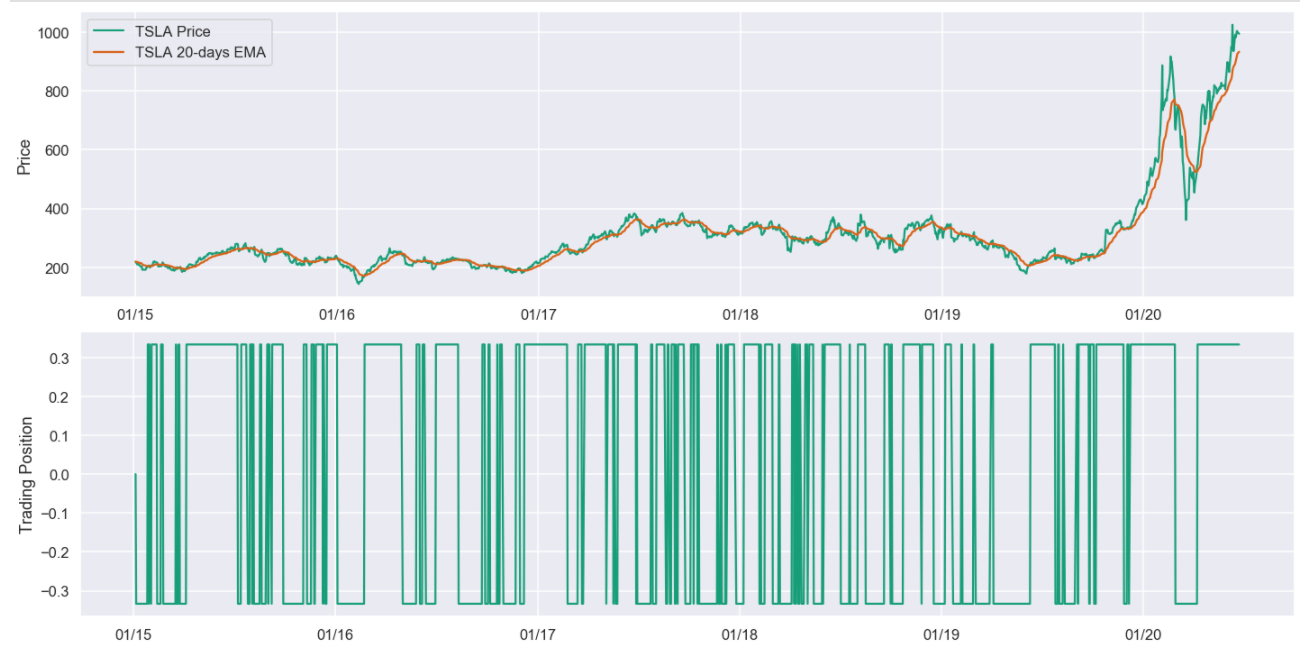 TSLA Price
TSLA 20-days EMA
1000
800
600
400
200
Price
01/15 01/16 01/17 01/18 01/19 01/20
0.3
0.2
0.1
0.0
−0.1
−0.2
−0.3
Trading Position
01/15 01/16 01/17 01/18 01/19 01/20